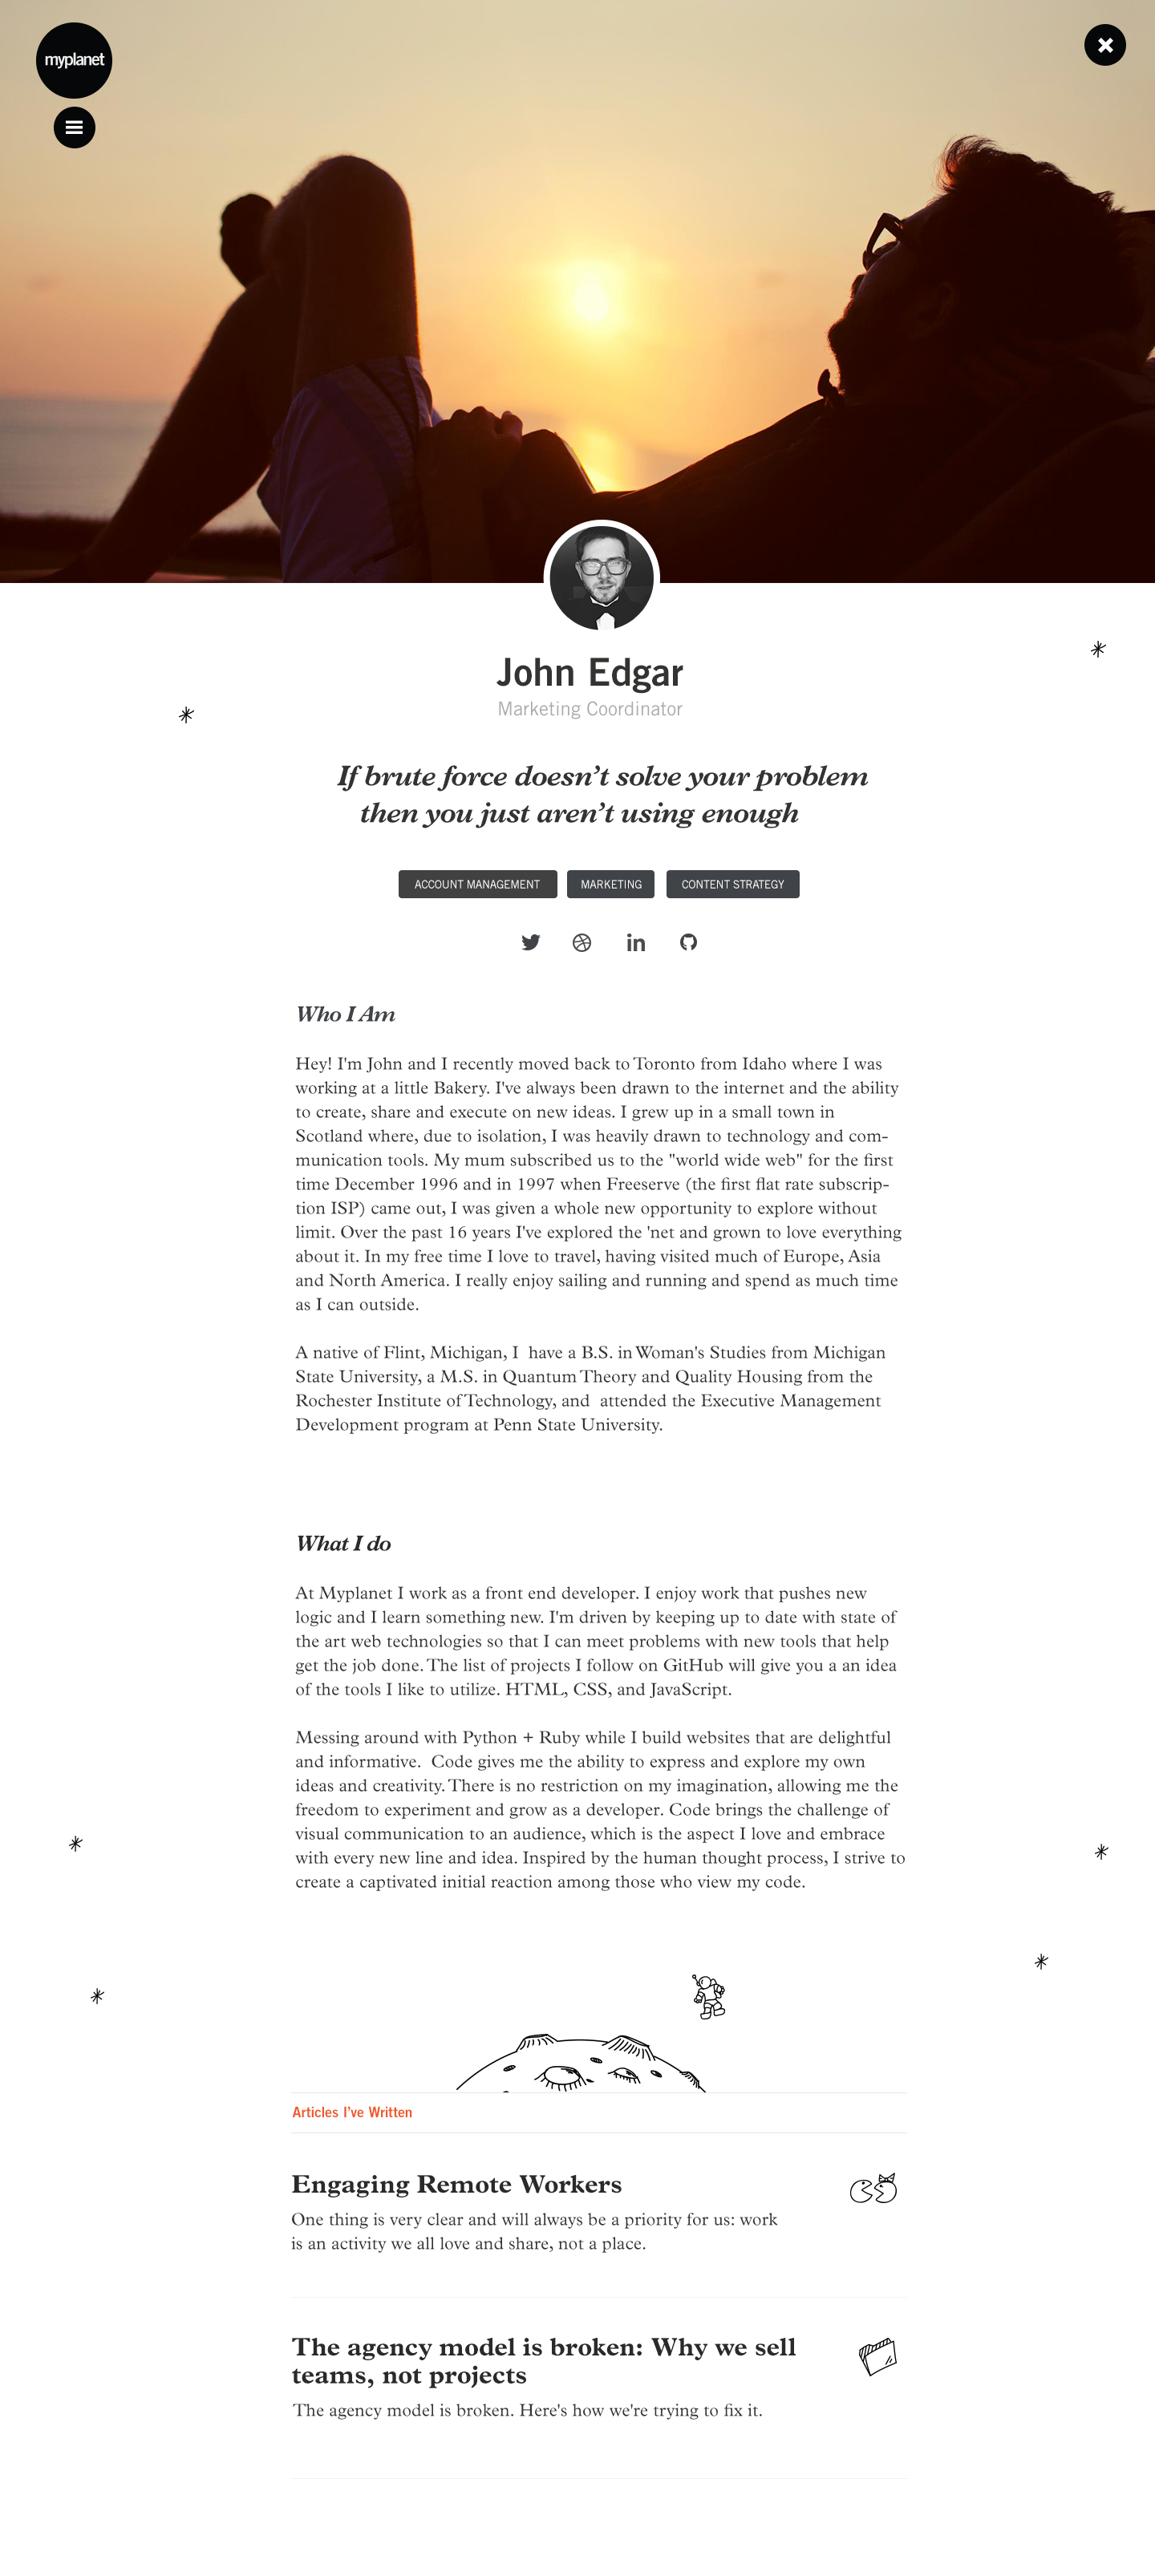 myplanet
John Edgar
Marketing Coordinator
If brute force doesn’t solve your problem
then you just aren’t using enough
ACCOUNT MANAGEMENT
MARKETING
CONTENT STRATEGY
Who I Am
Hey! I'm John and I recently moved back to Toronto from Idaho where I was
working at a little Bakery. I've always been drawn to the internet and the ability
to create, share and execute on new ideas. I grew up in a small town in
Scotland where, due to isolation, I was heavily drawn to technology and com-
munication tools. My mum subscribed us to the "world wide web" for the first
time December 1996 and in 1997 when Freeserve (the first flat rate subscrip-
tion ISP) came out, I was given a whole new opportunity to explore without
limit. Over the past 16 years I've explored the 'net and grown to love everything
about it. In my free time I love to travel, having visited much of Europe, Asia
and North America. I really enjoy sailing and running and spend as much time
as I can outside.
A native of Flint, Michigan, I  have a B.S. in Woman's Studies from Michigan
State University, a M.S. in Quantum Theory and Quality Housing from the
Rochester Institute of Technology, and  attended the Executive Management
Development program at Penn State University.
What I do
At Myplanet I work as a front end developer. I enjoy work that pushes new
logic and I learn something new. I'm driven by keeping up to date with state of
the art web technologies so that I can meet problems with new tools that help
get the job done. The list of projects I follow on GitHub will give you a an idea
of the tools I like to utilize. HTML, CSS, and JavaScript.
Messing around with Python + Ruby while I build websites that are delightful
and informative.  Code gives me the ability to express and explore my own
ideas and creativity. There is no restriction on my imagination, allowing me the
freedom to experiment and grow as a developer. Code brings the challenge of
visual communication to an audience, which is the aspect I love and embrace
with every new line and idea. Inspired by the human thought process, I strive to
create a captivated initial reaction among those who view my code.
Articles I’ve Written
Engaging Remote Workers
One thing is very clear and will always be a priority for us: work
is an activity we all love and share, not a place.
The agency model is broken: Why we sell
teams, not projects
The agency model is broken. Here's how we're trying to fix it.